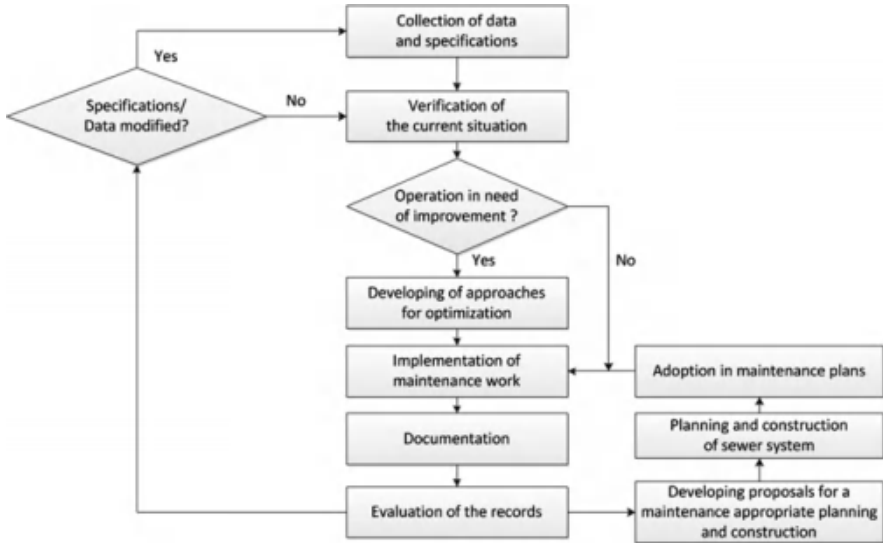 Collection of data
and specifications
Yes
Specifications/
Data modified?
No
Verification of
the current situation
Operation in need
of improvement ?
Yes
No
Developing of approaches
for optimization
Implementation of
maintenance work
Adoption in maintenance plans
Documentation
Planning and construction
of sewer system
Evaluation of the records
Developing proposals for a
maintenance appropriate planning
and construction